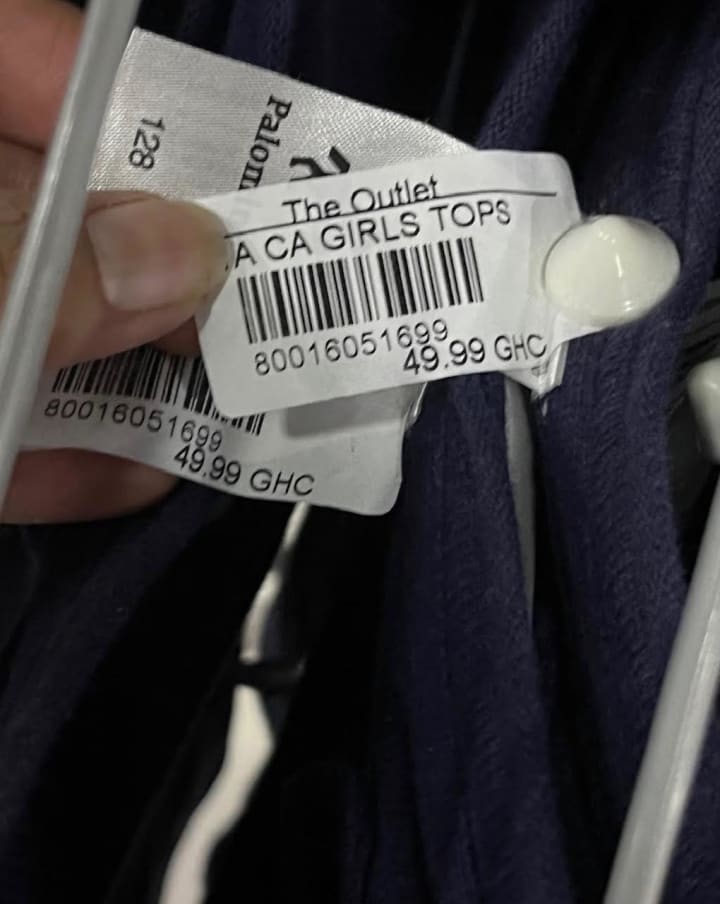 128
Palom
The Outlet
A CA GIRLS TOPS
80016051699
49.99 GHC
80016051699
49.99 GHC